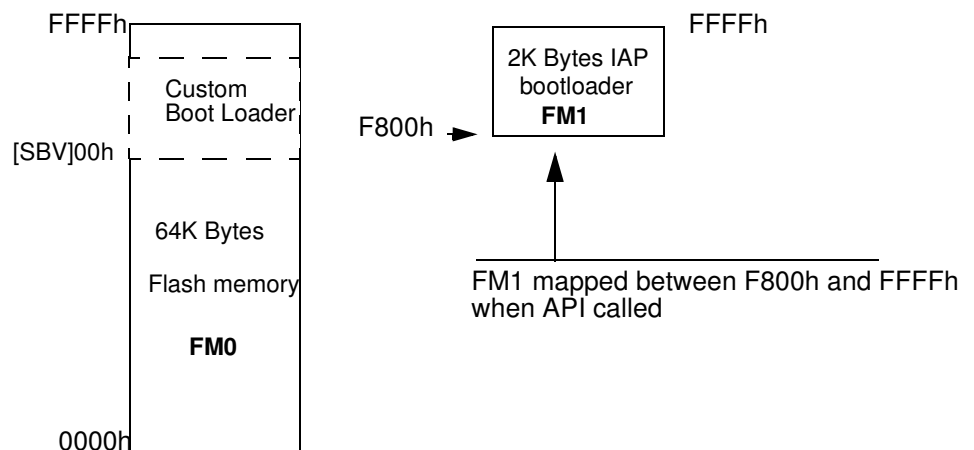 FFFFh
Custom
Boot Loader
[SBV]00h
64K Bytes
Flash memory
FM0
0000h
FFFFh
2K Bytes IAP
bootloader
FM1
F800h
FM1 mapped between F800h and FFFFh
when API called